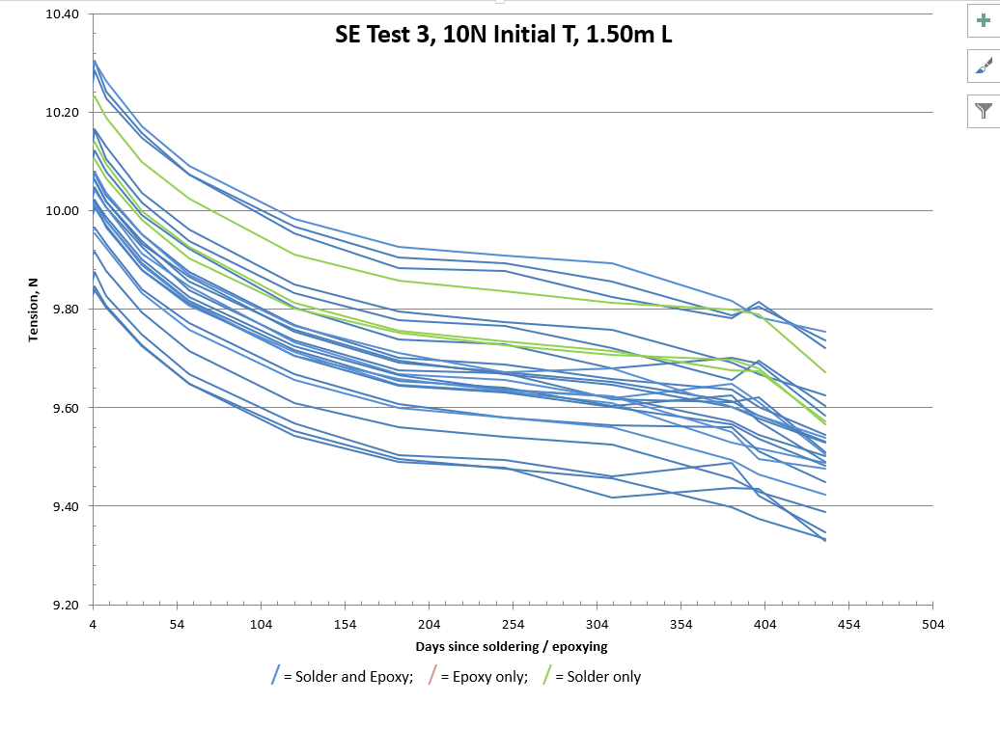 SE Test 3, 10N Initial T, 1.50m L
10.40
10.20
10.00
9.80
9.60
9.40
9.20
Tension, N
4 54 104 154 204 254 304 354 404 454 504
Days since soldering / epoxying
= Solder and Epoxy; = Epoxy only; = Solder only